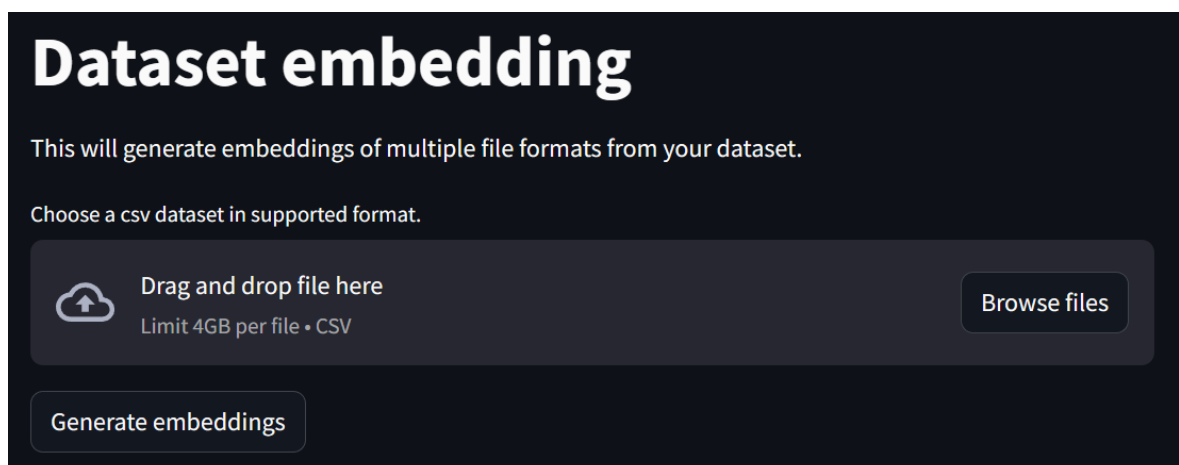 Dataset embedding
This will generate embeddings of multiple file formats from your dataset.
Choose a csv dataset in supported format.
Drag and drop file here
Limit 4GB per file • CSV
Browse files
Generate embeddings